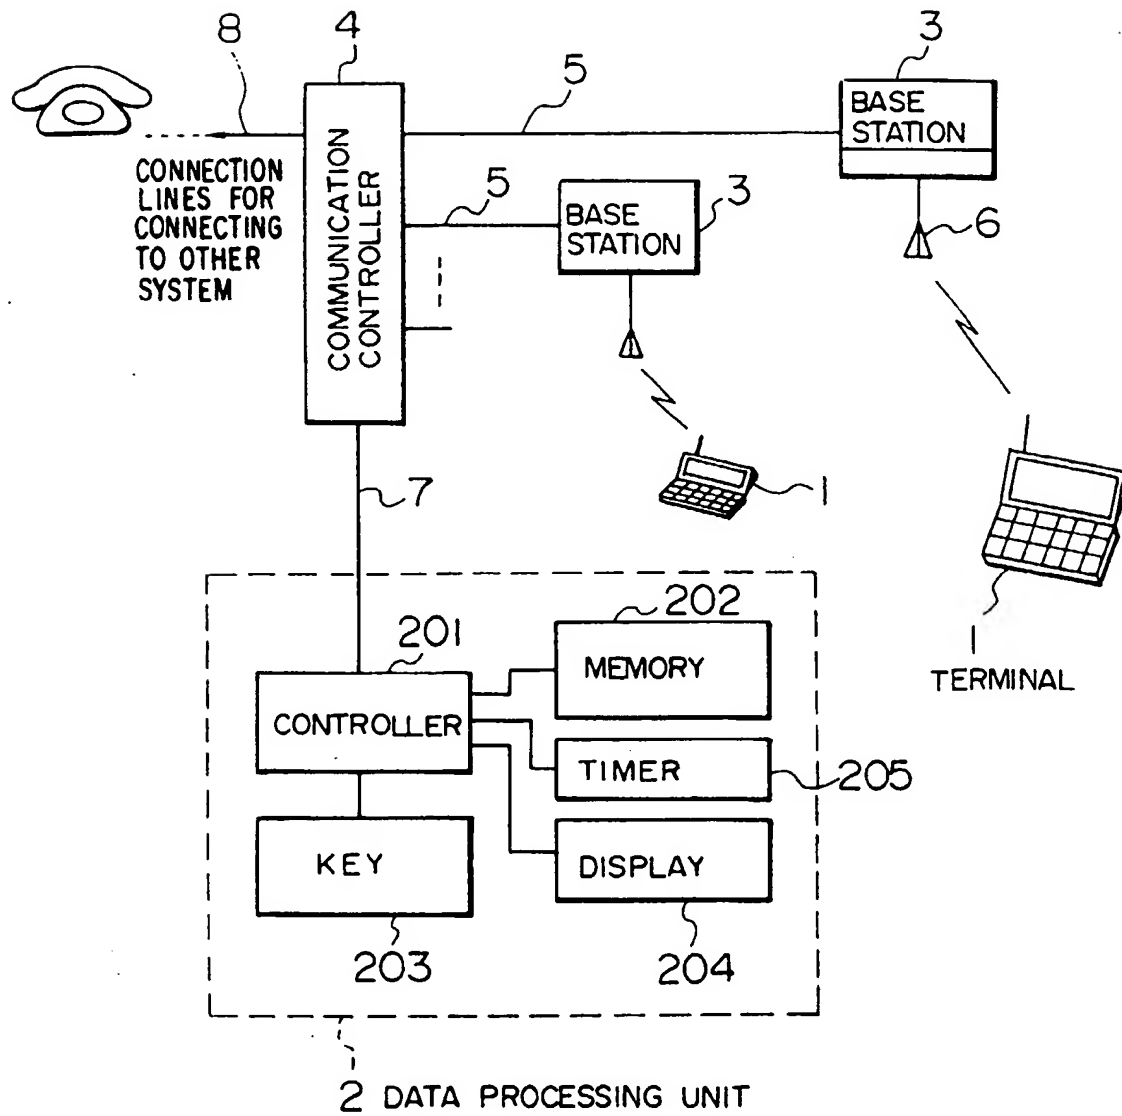 8
4
3
5
BASE
STATION
CONNECTION
LINES FOR
CONNECTING
TO OTHER
SYSTEM
COMMUNICATION
CONTROLLER
5
3
BASE
STATION
6
7
1
1
TERMINAL
201
202
CONTROLLER
MEMORY
TIMER
205
KEY
DISPLAY
203
204
2 DATA PROCESSING UNIT